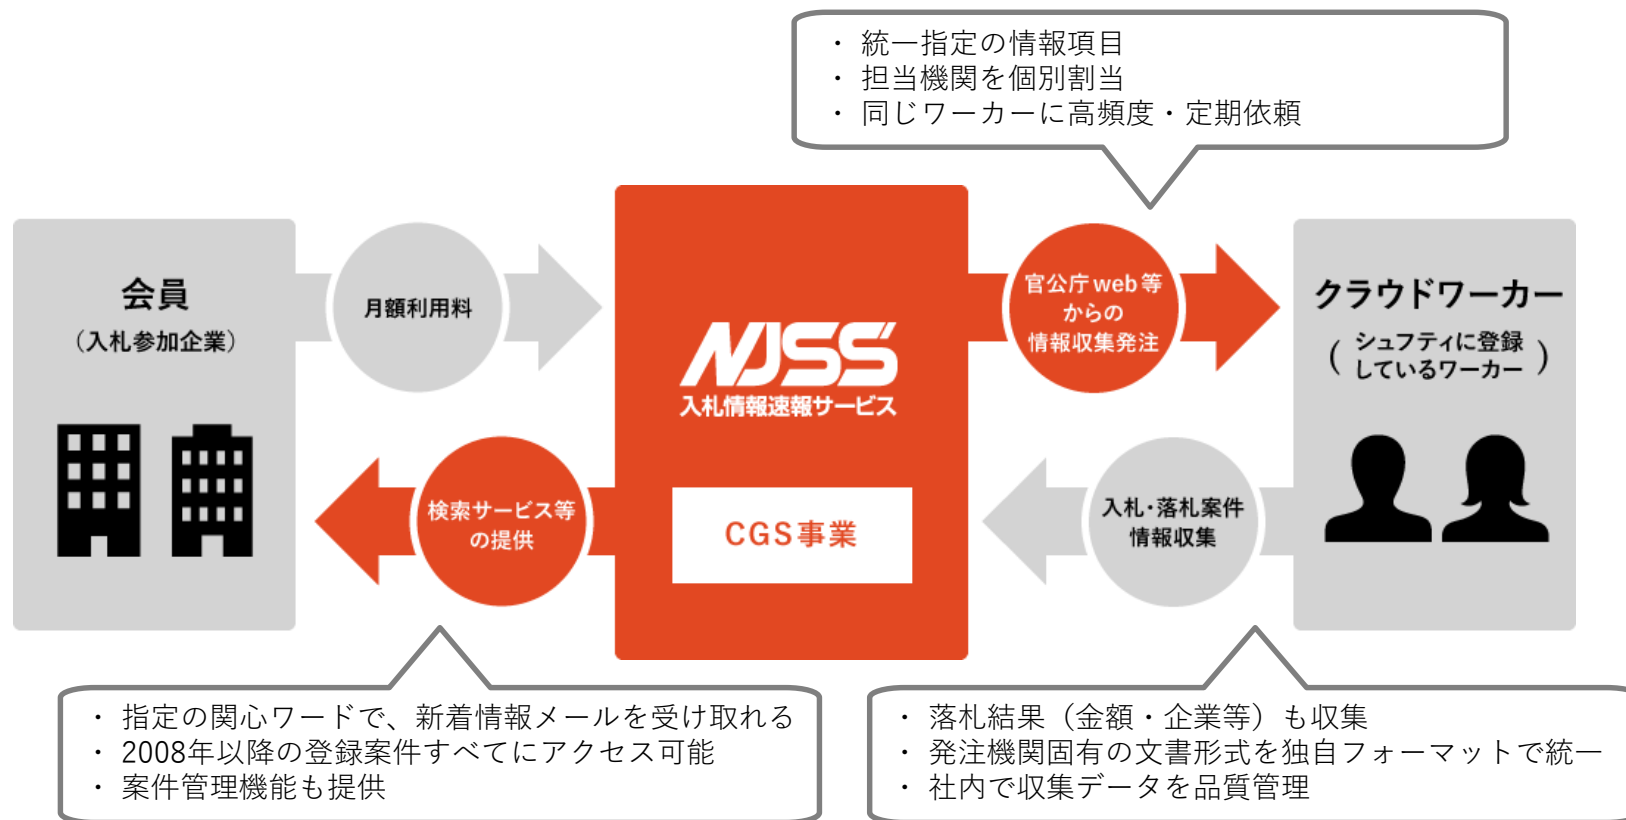 ・ 統一指定の情報項目
・ 担当機関を個別割当
・ 同じワーカーに高頻度・定期依頼
会員
（入札参加企業）
月額利用料
NJSS
入札情報速報サービス
官公庁web等
からの
情報収集発注
クラウドワーカー
( シュフティに登録
しているワーカー )
検索サービス等
の提供
CGS事業
入札・落札案件
情報収集
・ 指定の関心ワードで、新着情報メールを受け取れる
・ 2008年以降の登録案件すべてにアクセス可能
・ 案件管理機能も提供
・ 落札結果（金額・企業等）も収集
・ 発注機関固有の文書形式を独自フォーマットで統一
・ 社内で収集データを品質管理